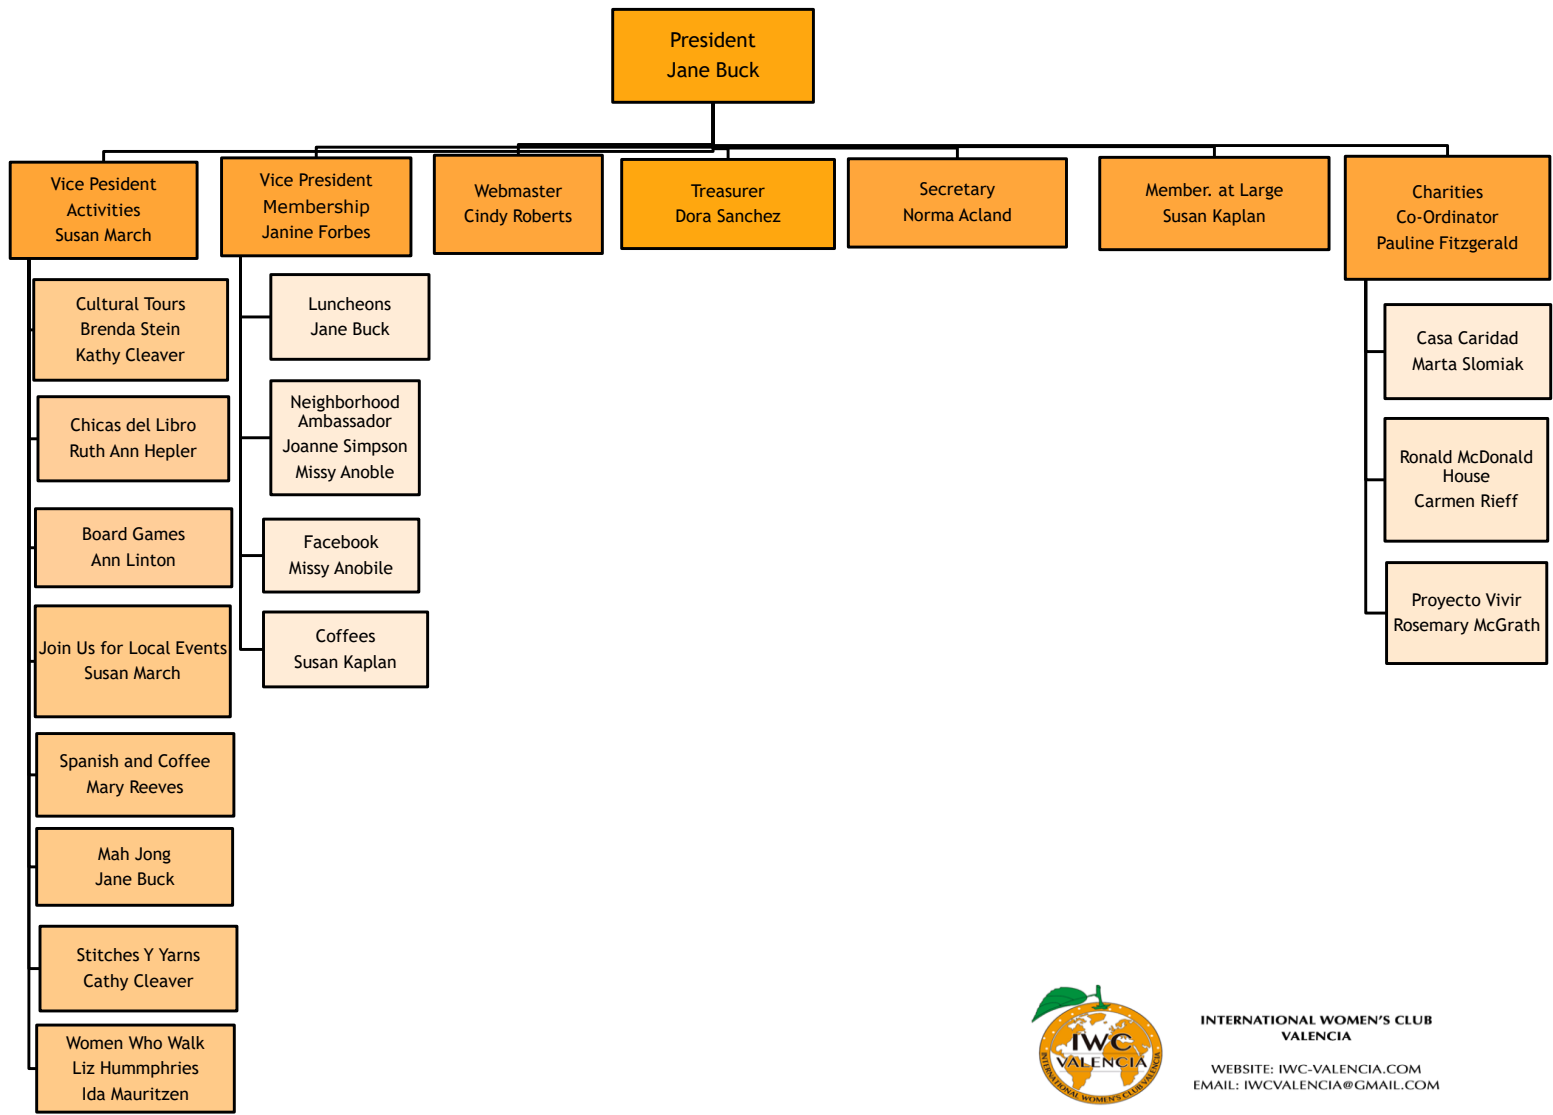 President
Jane Buck
Vice Pesident
Activities
Susan March
Vice President
Membership
Janine Forbes
Webmaster
Cindy Roberts
Treasurer
Dora Sanchez
Secretary
Norma Acland
Member. at Large
Susan Kaplan
Charities
Co-Ordinator
Pauline Fitzgerald
Cultural Tours
Brenda Stein
Kathy Cleaver
Chicas del Libro
Ruth Ann Hepler
Board Games
Ann Linton
Join Us for Local Events
Susan March
Spanish and Coffee
Mary Reeves
Mah Jong
Jane Buck
Stitches Y Yarns
Cathy Cleaver
Women Who Walk
Liz Hummphries
Ida Mauritzen
Luncheons
Jane Buck
Neighborhood
Ambassador
Joanne Simpson
Missy Anoble
Facebook
Missy Anobile
Coffees
Susan Kaplan
Casa Caridad
Marta Slomiak
Ronald McDonald
House
Carmen Rieff
Proyecto Vivir
Rosemary McGrath
IWC
VALENCIA
INTERNATIONAL WOMEN'S CLUB VALENCIA
INTERNATIONAL WOMEN'S CLUB
VALENCIA
WEBSITE: IWC-VALENCIA.COM
EMAIL: IWCVALENCIA@GMAIL.COM